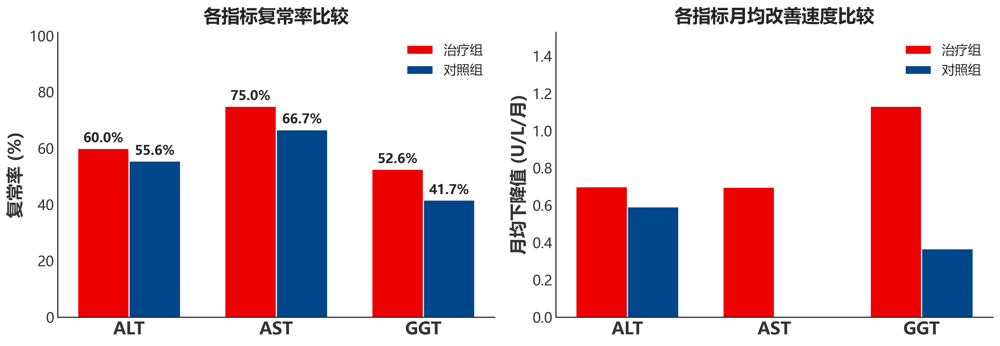 各指标复常率比较
复常率 (%)
100
80
60
40
20
0
治疗组
对照组
60.0%
55.6%
75.0%
66.7%
52.6%
41.7%
ALT
AST
GGT
各指标月均改善速度比较
月均下降值 (U/L/月)
1.4
1.2
1.0
0.8
0.6
0.4
0.2
0.0
治疗组
对照组
ALT
AST
GGT